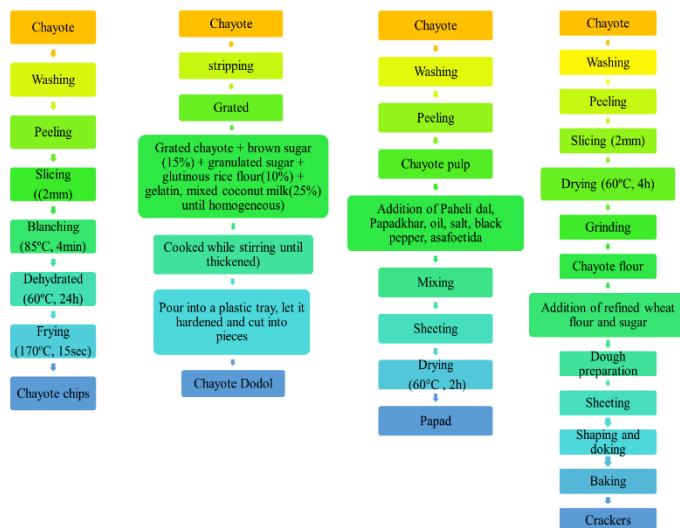 Chayote
Washing
Peeling
Slicing
((2mm)
Blanching
(85ºC, 4min)
Dehydrated
(60ºC, 24h)
Frying
(170ºC, 15sec)
Chayote chips
Chayote
stripping
Grated
Grated chayote + brown sugar
(15%) + granulated sugar +
glutinous rice flour(10%) +
gelatin, mixed coconut milk(25%)
until homogeneous)
Cooked while stirring until
thickened)
Pour into a plastic tray, let it
hardened and cut into
pieces
Chayote Dodol
Chayote
Washing
Peeling
Chayote pulp
Addition of Paheli dal,
Papadkhar, oil, salt, black
pepper, asafoetida
Mixing
Sheeting
Drying
(60°C , 2h)
Papad
Chayote
Washing
Peeling
Slicing (2mm)
Drying (60ºC, 4h)
Grinding
Chayote flour
Addition of refined wheat
flour and sugar
Dough
preparation
Sheeting
Shaping and
doking
Baking
Crackers